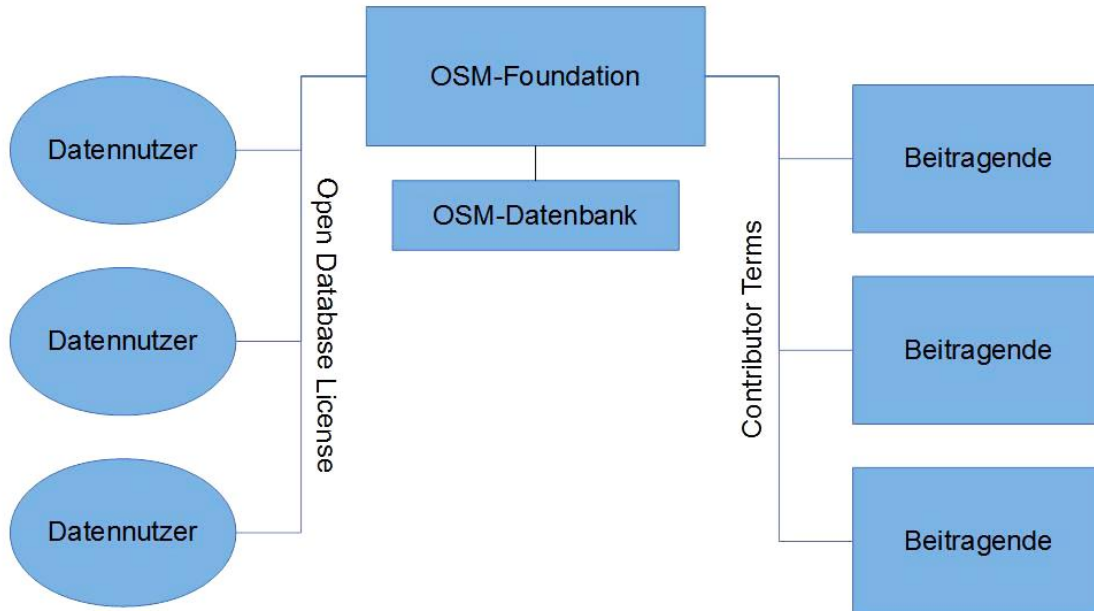 OSM-Foundation
OSM-Datenbank
Datennutzer
Datennutzer
Datennutzer
Open Database License
Contributor Terms
Beitragende
Beitragende
Beitragende